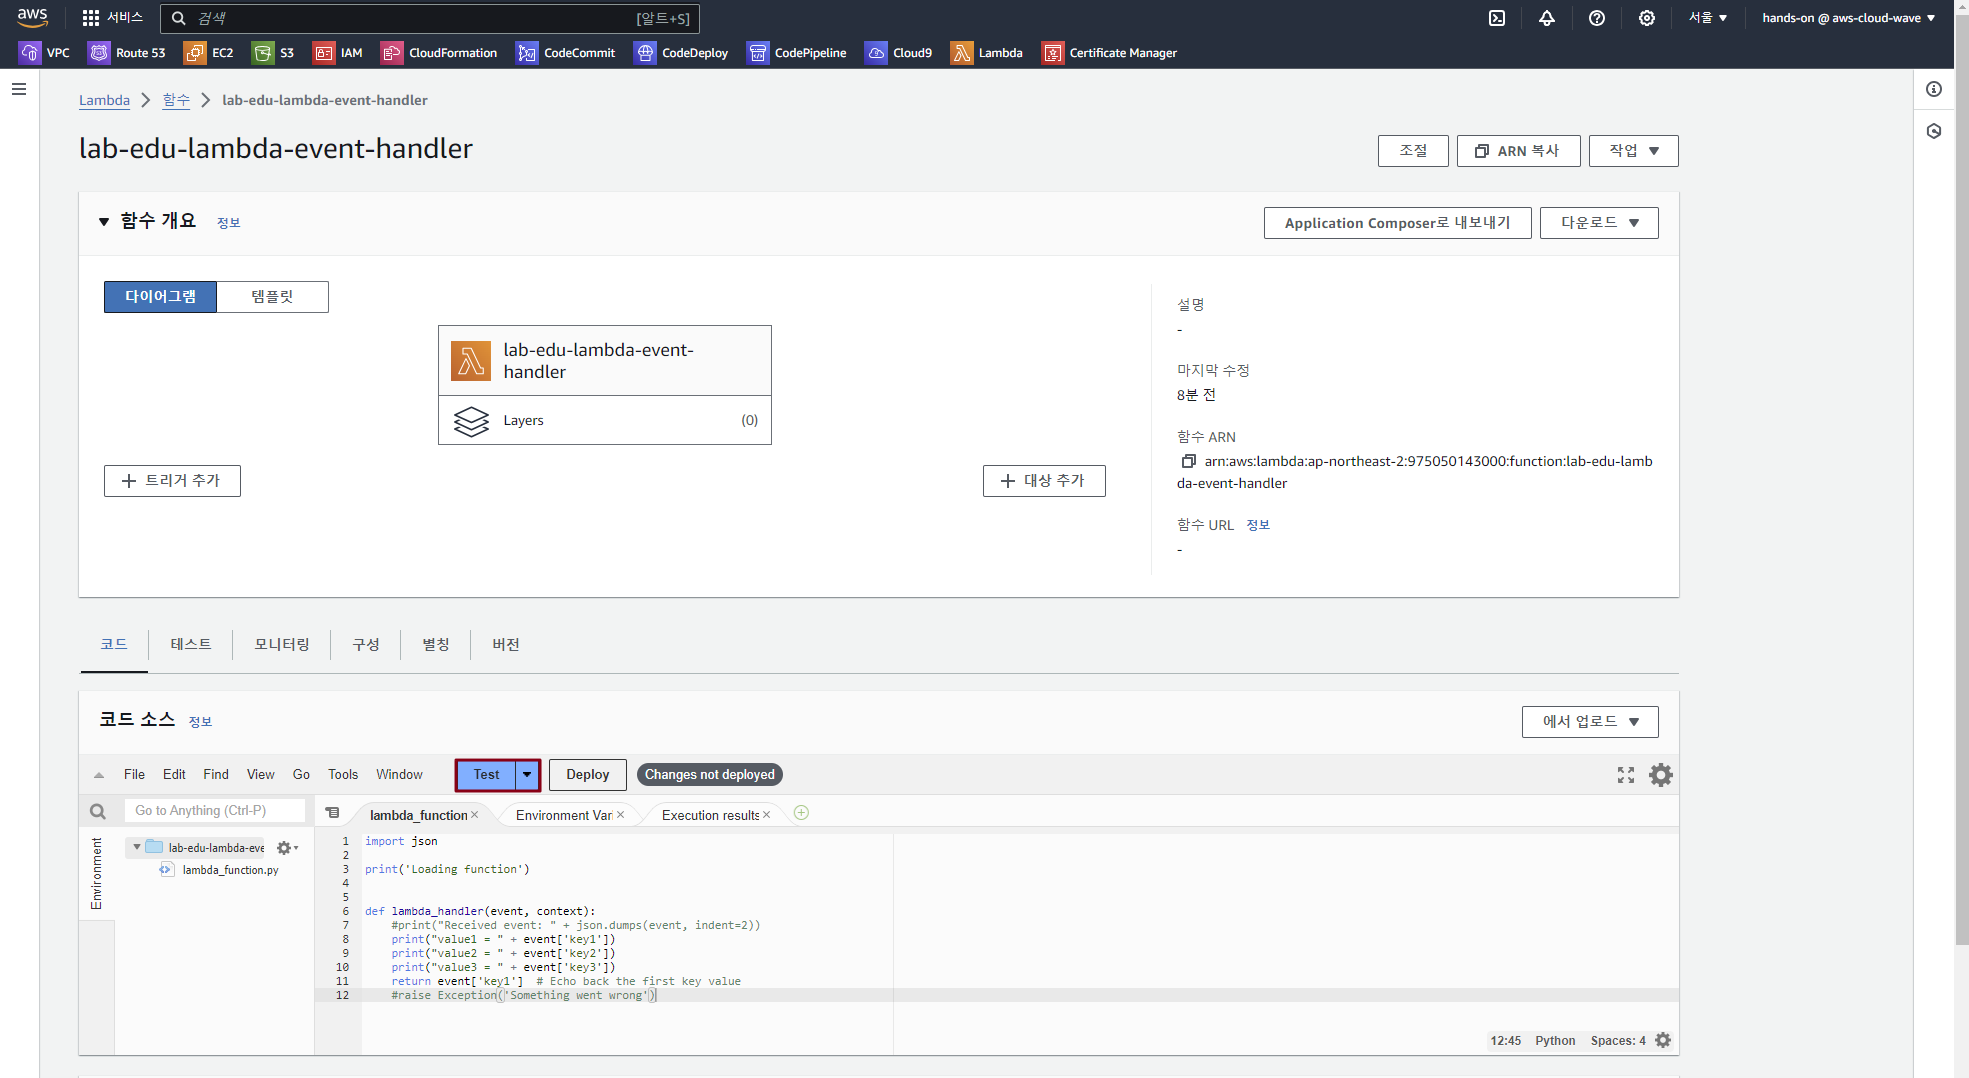 aws 서비스 검색 [알트+S] 서울 hands-on @ aws-cloud-wave
VPC Route 53 EC2 S3 IAM CloudFormation CodeCommit CodeDeploy CodePipeline Cloud9 Lambda Certificate Manager
Lambda 함수 lab-edu-lambda-event-handler
lab-edu-lambda-event-handler
조절 ARN 복사 작업
함수 개요 정보
Application Composer로 내보내기 다운로드
다이어그램 템플릿
lab-edu-lambda-event-
handler
Layers (0)
트리거 추가
대상 추가
설명
-
마지막 수정
8분 전
함수 ARN
arn:aws:lambda:ap-northeast-2:975050143000:function:lab-edu-lamb
da-event-handler
함수 URL 정보
-
코드 테스트 모니터링 구성 별칭 버전
코드 소스 정보
에서 업로드
File Edit Find View Go Tools Window Test Deploy Changes not deployed
Go to Anything (Ctrl-P)
lambda_function Environment Vari Execution results
Environment
lab-edu-lambda-eve
lambda_function.py
1 import json
2
3 print('Loading function')
4
5
6 def lambda_handler(event, context):
7 #print("Received event: " + json.dumps(event, indent=2))
8 print("value1 = " + event['key1'])
9 print("value2 = " + event['key2'])
10 print("value3 = " + event['key3'])
11 return event['key1']  # Echo back the first key value
12 #raise Exception('Something went wrong')
12:45 Python Spaces: 4